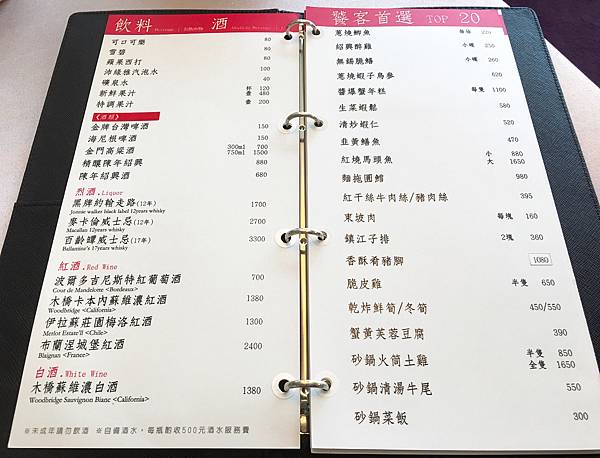 飲料 酒
可口可樂 80
雪碧 80
蘋果西打 80
沛綠雅汽泡水 100
礦泉水 40
新鮮果汁 杯 120 壺 480
特調果汁 壺 200
《酒類》
金牌台灣啤酒 150
海尼根啤酒 150
金門高粱酒 300ml 700 750ml 1500
精釀陳年紹興 880
陳年紹興酒 680
烈酒.Liquor
黑牌約翰走路(12年) 1700
Jonnie walker black label 12years whisky
麥卡倫威士忌(12年) 2700
Macallan 12years whisky
百齡罈威士忌(17年) 3300
Ballantine's 17years whisky
紅酒.Red Wine
波爾多吉尼斯特紅葡萄酒 700
Cour de Mandelotte <Bordeaux>
木橋卡本內蘇維濃紅酒 1380
Woodbridge <California>
伊拉蘇莊園梅洛紅酒 1300
Merlot Estate'll <Chile>
布蘭涅城堡紅酒 2400
Blaignan <France>
白酒.White Wine
木橋蘇維濃白酒 1380
Woodbridge Sauvignon Blanc <California>
※未成年請勿飲酒 ※自備酒水，每瓶酌收500元酒水服務費
饕客首選 TOP 20
蔥燒鯽魚 220
紹興醉雞 小碟 250
無錫脆鱔 小碟 260
蔥燒蝦子烏參 620
醬爆蟹年糕 每隻 1100
生菜蝦鬆 580
清炒蝦仁 520
韭黃鱔魚 470
紅燒馬頭魚 小 880 大 1650
麵拖圓鱈 980
紅干絲牛肉絲/豬肉絲 395
東坡肉 每塊 160
鎮江子排 2塊 360
香酥肴豬腳 1080
脆皮雞 半隻 650
乾炸鮮筍/冬筍 450/550
蟹黃芙蓉豆腐 390
砂鍋火筒土雞 半隻 850 全隻 1650
砂鍋清湯牛尾 550
砂鍋菜飯 300